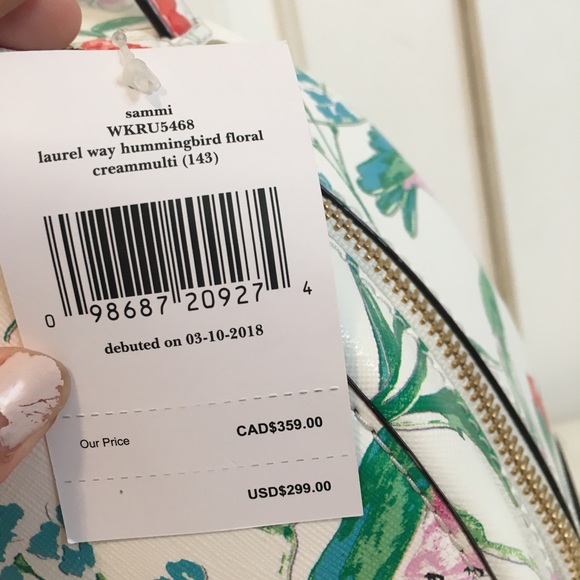 sammi
WKRU5468
laurel way hummingbird floral
creammulti (143)
0 98687 20927 4
debuted on 03-10-2018
Our Price CAD$359.00
USD$299.00